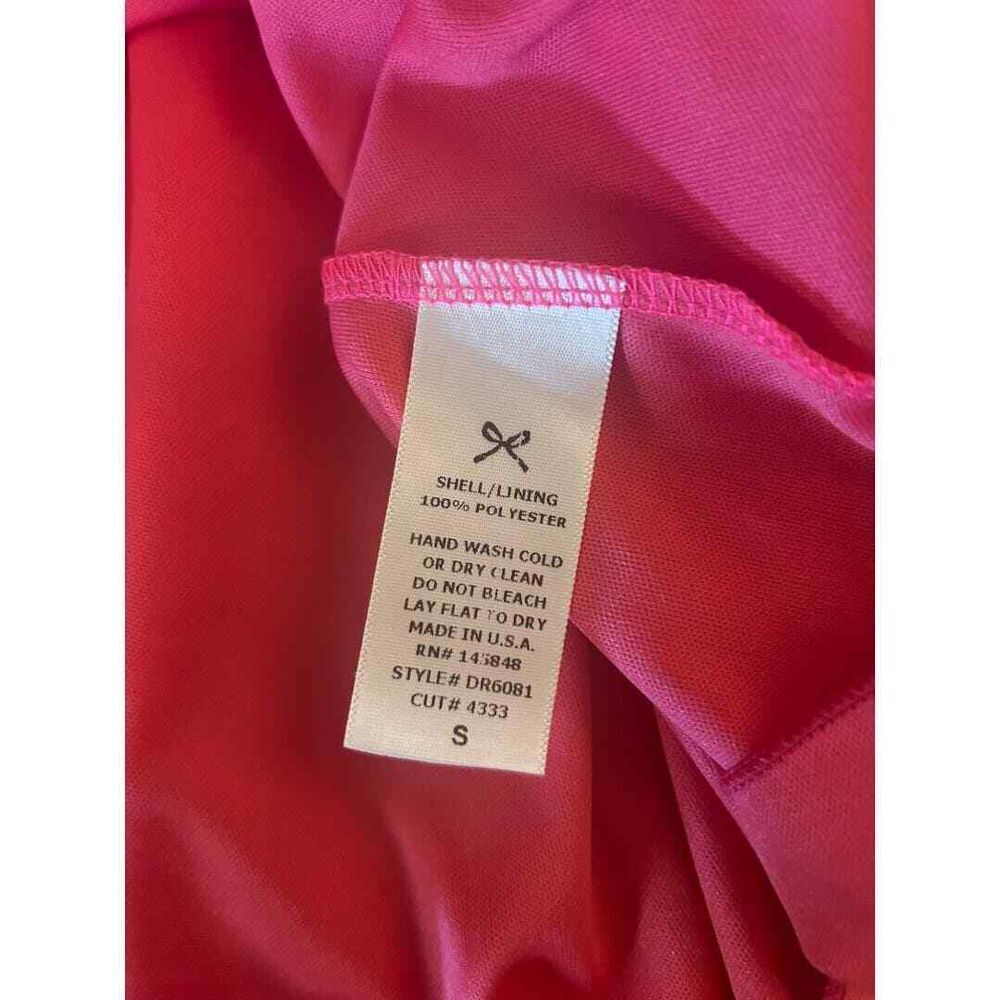 SHELL/LINING
100% POLYESTER
HAND WASH COLD
OR DRY CLEAN
DO NOT BLEACH
LAY FLAT TO DRY
MADE IN U.S.A.
RN# 145848
STYLE# DR6081
CUT# 4333
S